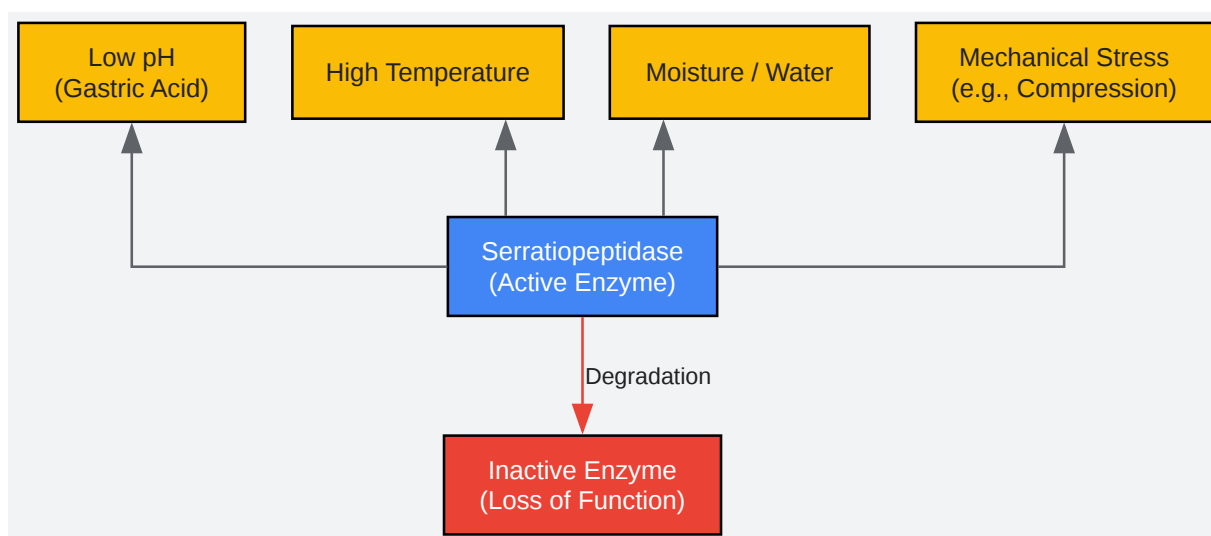 Low pH
(Gastric Acid)
High Temperature
Moisture / Water
Mechanical Stress
(e.g., Compression)
Serratiopeptidase
(Active Enzyme)
Degradation
Inactive Enzyme
(Loss of Function)